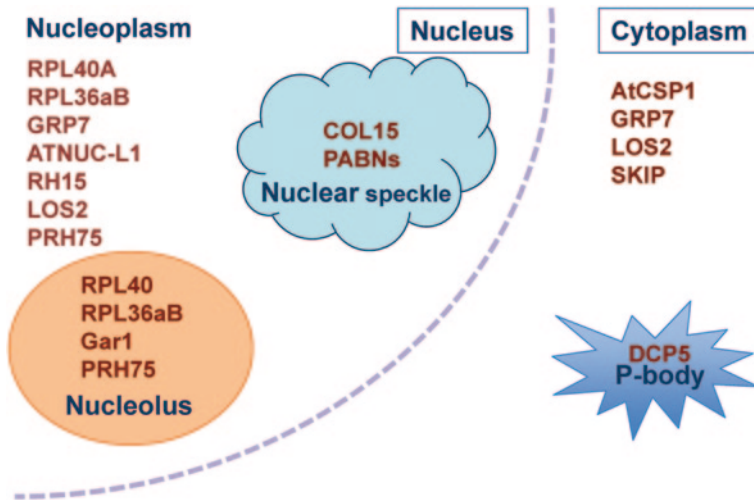 Nucleoplasm
RPL40A
RPL36aB
GRP7
ATNUC-L1
RH15
LOS2
PRH75
RPL40
RPL36aB
Gar1
PRH75
Nucleolus
Nucleus
COL15
PABNs
Nuclear speckle
Cytoplasm
AtCSP1
GRP7
LOS2
SKIP
DCP5
P-body